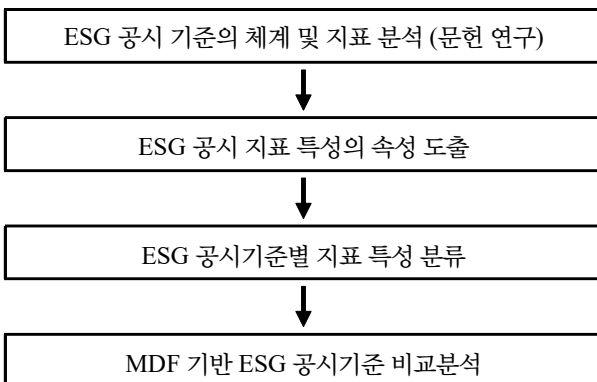 ESG 공시 기준의 체계 및 지표 분석 (문헌 연구)
ESG 공시 지표 특성의 속성 도출
ESG 공시기준별 지표 특성 분류
MDF 기반 ESG 공시기준 비교분석